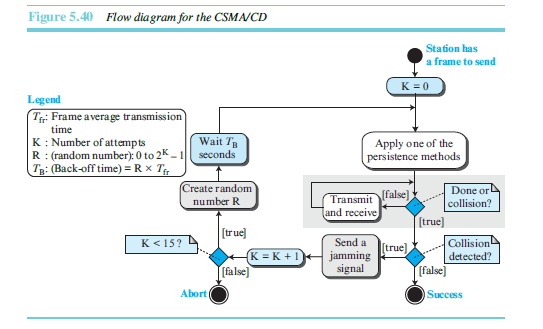 Figure 5.40 Flow diagram for the CSMA/CD
Station has
a frame to send
K = 0
Legend
Tfr: Frame average transmission
time
K : Number of attempts
R : (random number): 0 to 2^K – 1
TB: (Back-off time) = R × Tfr
Wait TB
seconds
Apply one of the
persistence methods
Create random
number R
Transmit
and receive
[false]
Done or
collision?
[true]
[true]
K < 15 ?
K = K + 1
Send a
jamming
signal
[true]
Collision
detected?
[false]
[false]
Abort
Success